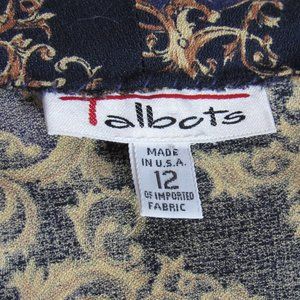 Talbots
MADE
IN U.S.A.
12
OF IMPORTED
FABRIC